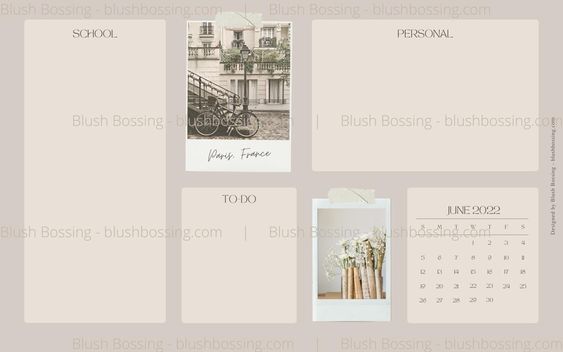 Blush Bossing - blushbossing.com | Blush Bossing - blushbossing.com
SCHOOL
PERSONAL
Blush Bossing - blushbossing.com | Blush Bossing - blushbossing.com
Paris, France
TO-DO
JUNE 2022
S M T W T F S
1 2 3 4
5 6 7 8 9 10 11
12 13 14 15 16 17 18
19 20 21 22 23 24 25
26 27 28 29 30
Blush Bossing - blushbossing.com | Blush Bossing - blushbossing.com
Blush Bossing - blushbossing.com | Blush Bossing - blushbossing.com
Designed by Blush Bossing - blushbossing.com